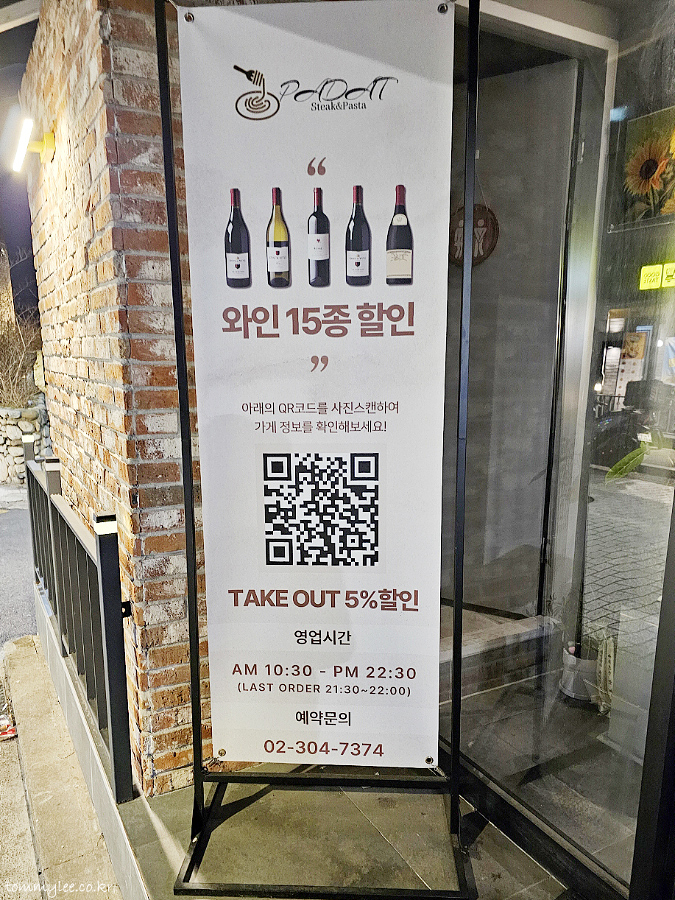 PADAT
Steak&Pasta
“
와인 15종 할인
”
아래의 QR코드를 사진스캔하여
가게 정보를 확인해보세요!
TAKE OUT 5%할인
영업시간
AM 10:30 - PM 22:30
(LAST ORDER 21:30~22:00)
예약문의
02-304-7374
tommylee.co.kr